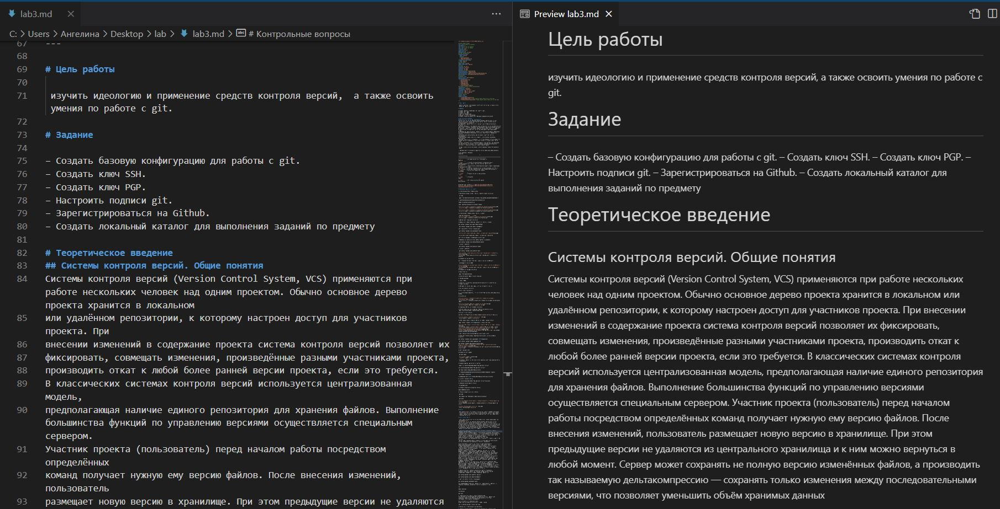 lab3.md
C: > Users > Ангелина > Desktop > lab > lab3.md > # Контрольные вопросы
67 ---
68
69 # Цель работы
70
71 изучить идеологию и применение средств контроля версий,  а также освоить
умения по работе с git.
72
73 # Задание
74
75 – Создать базовую конфигурацию для работы с git.
76 – Создать ключ SSH.
77 – Создать ключ PGP.
78 – Настроить подписи git.
79 – Зарегистрироваться на Github.
80 – Создать локальный каталог для выполнения заданий по предмету
81
82 # Теоретическое введение
83 ## Системы контроля версий. Общие понятия
84 Системы контроля версий (Version Control System, VCS) применяются при
работе нескольких человек над одним проектом. Обычно основное дерево
проекта хранится в локальном
85 или удалённом репозитории, к которому настроен доступ для участников
проекта. При
86 внесении изменений в содержание проекта система контроля версий позволяет их
87 фиксировать, совмещать изменения, произведённые разными участниками проекта,
88 производить откат к любой более ранней версии проекта, если это требуется.
89 В классических системах контроля версий используется централизованная
модель,
90 предполагающая наличие единого репозитория для хранения файлов. Выполнение
большинства функций по управлению версиями осуществляется специальным
сервером.
91 Участник проекта (пользователь) перед началом работы посредством
определённых
92 команд получает нужную ему версию файлов. После внесения изменений,
пользователь
93 размещает новую версию в хранилище. При этом предыдущие версии не удаляются
Preview lab3.md
Цель работы
изучить идеологию и применение средств контроля версий, а также освоить умения по работе с
git.
Задание
– Создать базовую конфигурацию для работы с git. – Создать ключ SSH. – Создать ключ PGP. –
Настроить подписи git. – Зарегистрироваться на Github. – Создать локальный каталог для
выполнения заданий по предмету
Теоретическое введение
Системы контроля версий. Общие понятия
Системы контроля версий (Version Control System, VCS) применяются при работе нескольких
человек над одним проектом. Обычно основное дерево проекта хранится в локальном или
удалённом репозитории, к которому настроен доступ для участников проекта. При внесении
изменений в содержание проекта система контроля версий позволяет их фиксировать,
совмещать изменения, произведённые разными участниками проекта, производить откат к
любой более ранней версии проекта, если это требуется. В классических системах контроля
версий используется централизованная модель, предполагающая наличие единого репозитория
для хранения файлов. Выполнение большинства функций по управлению версиями
осуществляется специальным сервером. Участник проекта (пользователь) перед началом
работы посредством определённых команд получает нужную ему версию файлов. После
внесения изменений, пользователь размещает новую версию в хранилище. При этом
предыдущие версии не удаляются из центрального хранилища и к ним можно вернуться в
любой момент. Сервер может сохранять не полную версию изменённых файлов, а производить
так называемую дельтакомпрессию — сохранять только изменения между последовательными
версиями, что позволяет уменьшить объём хранимых данных